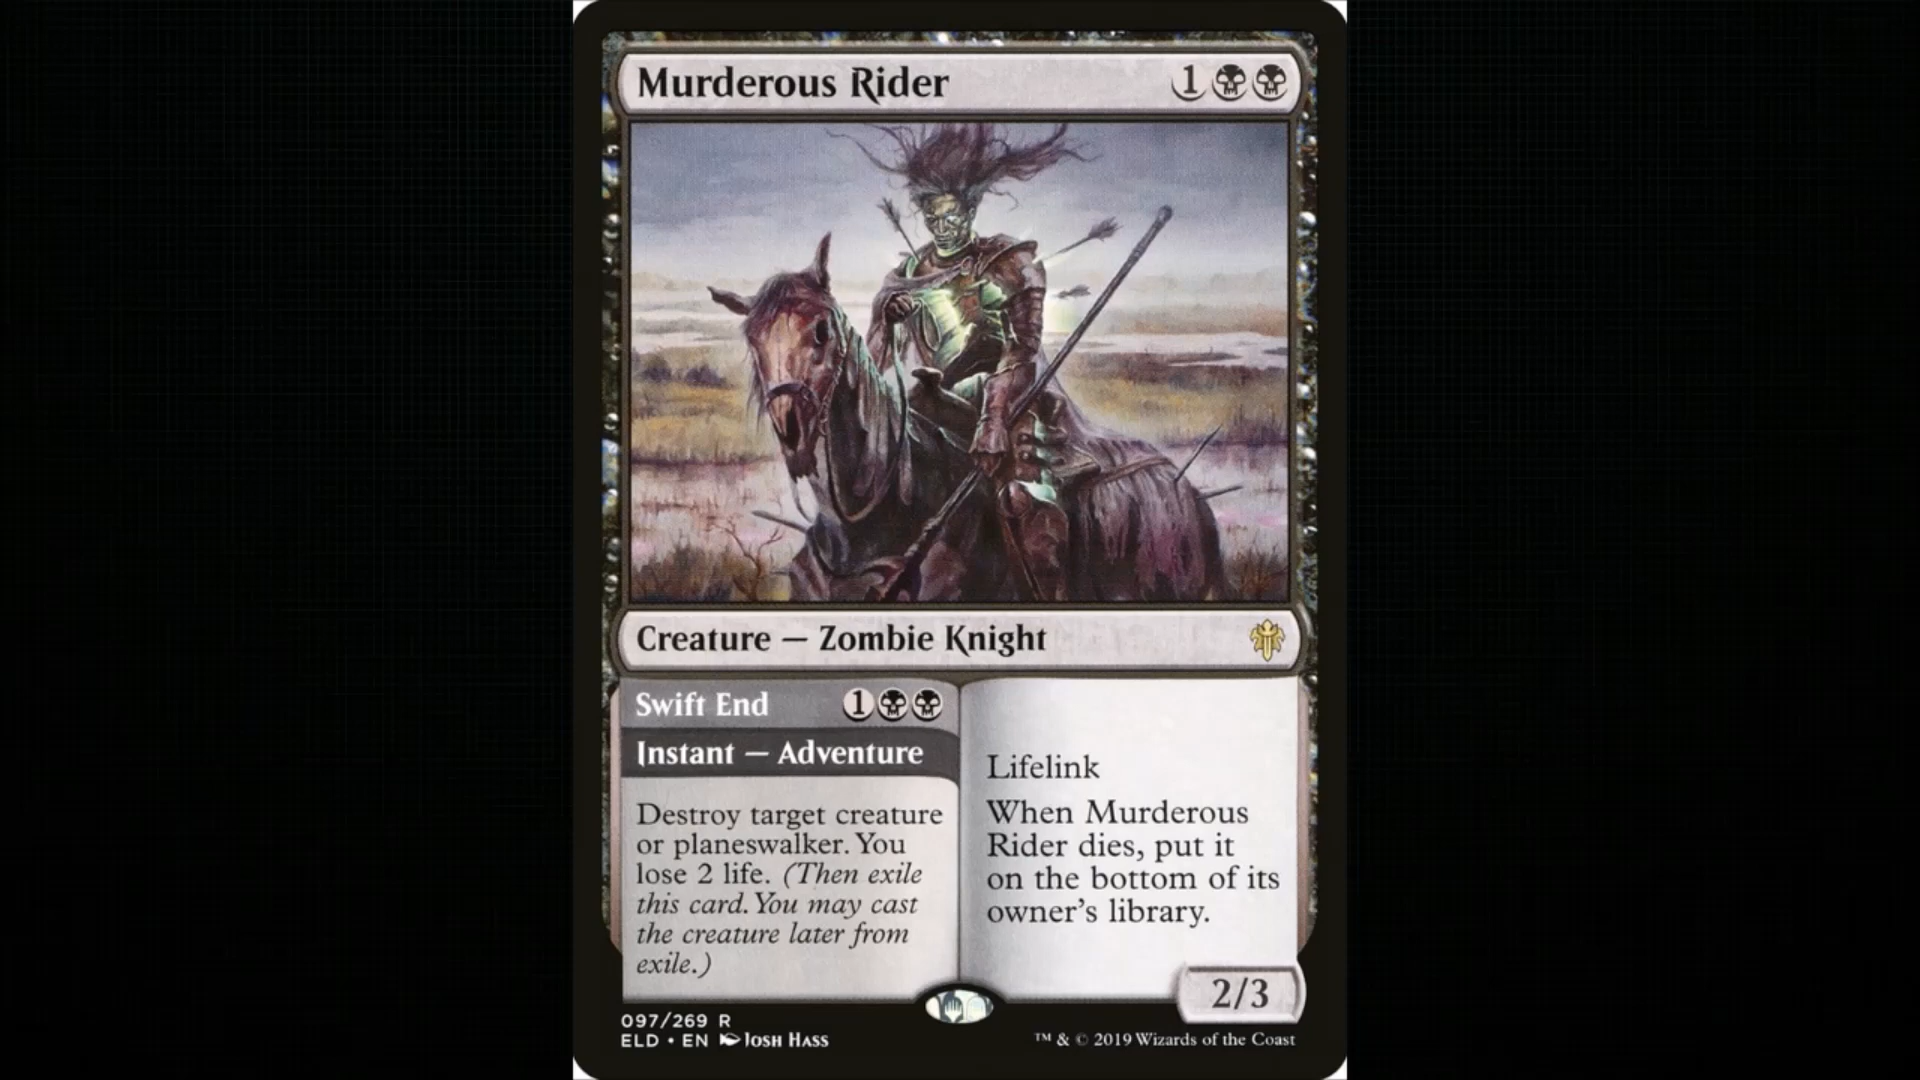 Murderous Rider 1
Creature — Zombie Knight
Swift End 1
Instant — Adventure
Destroy target creature
or planeswalker. You
lose 2 life. (Then exile
this card. You may cast
the creature later from
exile.)
Lifelink
When Murderous
Rider dies, put it
on the bottom of its
owner's library.
2/3
097/269 R
ELD • EN Josh Hass
™ & © 2019 Wizards of the Coast